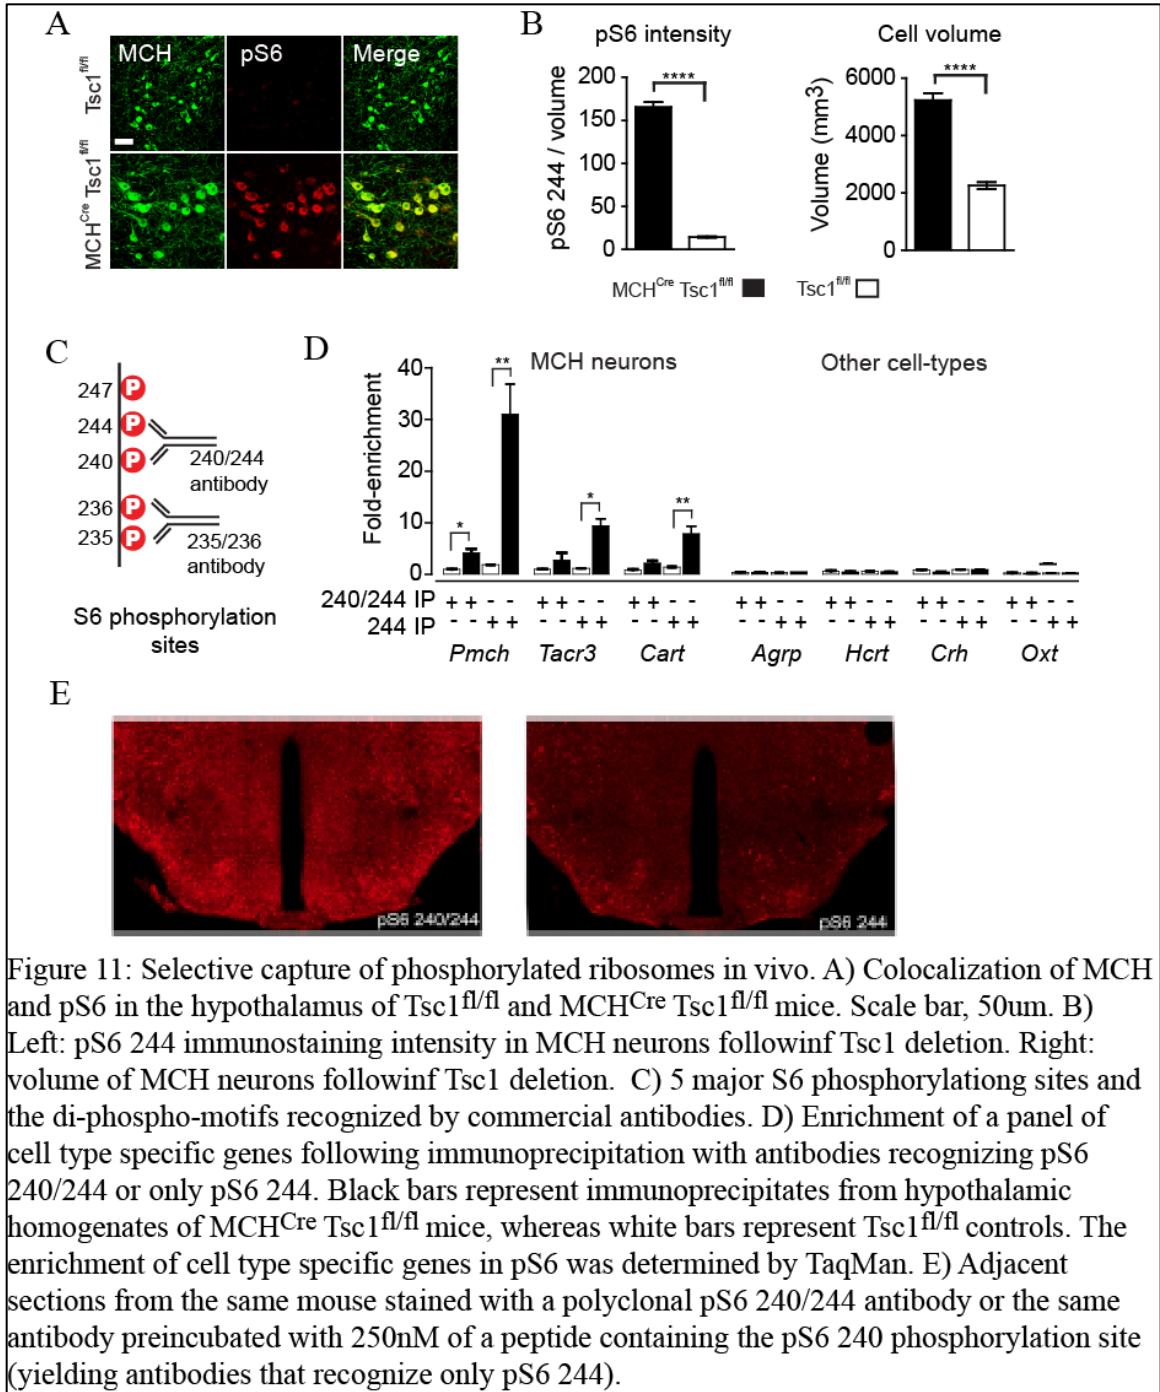 A
MCH
pS6
Merge
Tsc1fl/fl
MCHCre Tsc1fl/fl
B
pS6 intensity
pS6 244 / volume
200
150
100
50
0
****
Cell volume
Volume (mm3)
6000
4000
2000
0
****
MCHCre Tsc1fl/fl
Tsc1fl/fl
C
247 P
244 P
240 P
236 P
235 P
240/244
antibody
235/236
antibody
S6 phosphorylation
sites
D
MCH neurons
Other cell-types
Fold-enrichment
40
30
20
10
0
*
**
*
**
240/244 IP + + - - + + - - + + - - + + - - + + - - + + - - + + - -
244 IP - - + + - - + + - - + + - - + + - - + + - - + + - - + +
Pmch Tacr3 Cart Agrp Hcrt Crh Oxt
E
pS6 240/244
pS6 244
Figure 11: Selective capture of phosphorylated ribosomes in vivo. A) Colocalization of MCH
and pS6 in the hypothalamus of Tsc1fl/fl and MCHCre Tsc1fl/fl mice. Scale bar, 50um. B)
Left: pS6 244 immunostaining intensity in MCH neurons followinf Tsc1 deletion. Right:
volume of MCH neurons followinf Tsc1 deletion. C) 5 major S6 phosphorylationg sites and
the di-phospho-motifs recognized by commercial antibodies. D) Enrichment of a panel of
cell type specific genes following immunoprecipitation with antibodies recognizing pS6
240/244 or only pS6 244. Black bars represent immunoprecipitates from hypothalamic
homogenates of MCHCre Tsc1fl/fl mice, whereas white bars represent Tsc1fl/fl controls. The
enrichment of cell type specific genes in pS6 was determined by TaqMan. E) Adjacent
sections from the same mouse stained with a polyclonal pS6 240/244 antibody or the same
antibody preincubated with 250nM of a peptide containing the pS6 240 phosphorylation site
(yielding antibodies that recognize only pS6 244).